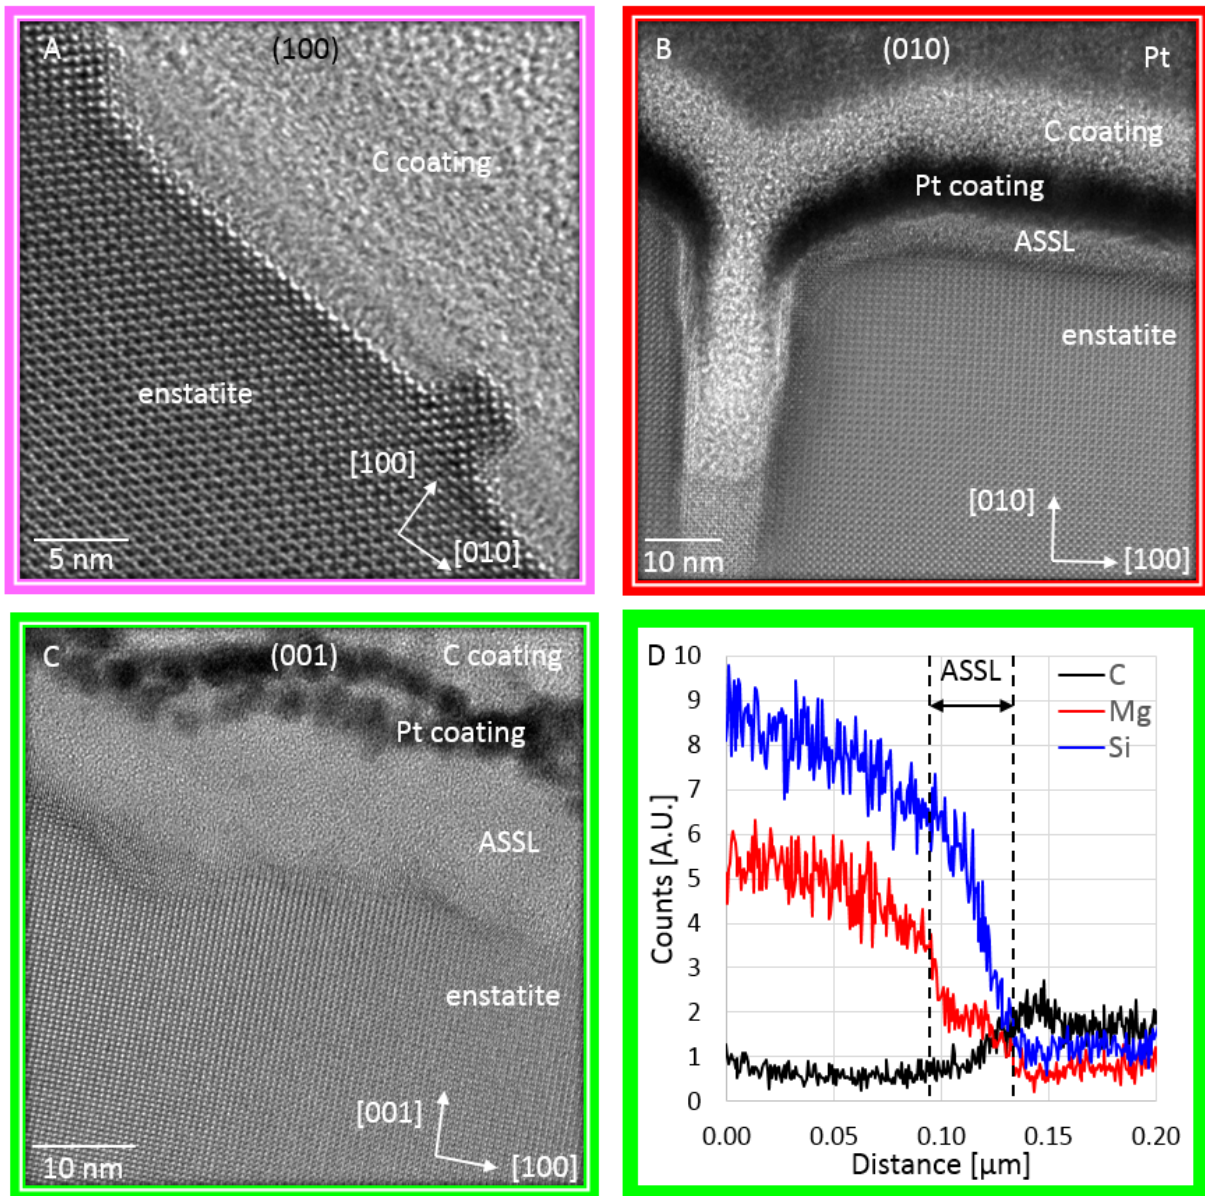 A
(100)
C coating
enstatite
[100]
[010]
5 nm
B
(010)
Pt
C coating
Pt coating
ASSL
enstatite
[010]
[100]
10 nm
C
(001)
C coating
Pt coating
ASSL
enstatite
[001]
[100]
10 nm
D
ASSL
C
Mg
Si
10
9
8
7
6
5
4
3
2
1
0
Counts [A.U.]
0.00 0.05 0.10 0.15 0.20
Distance [µm]